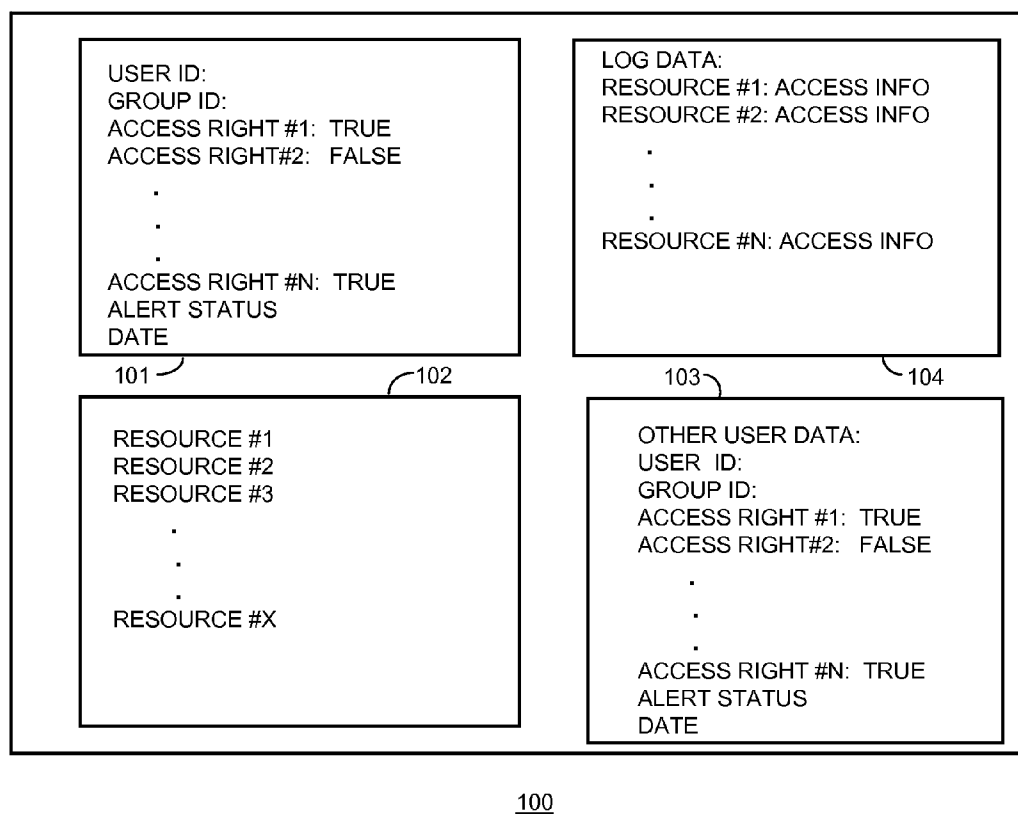 USER ID:
GROUP ID:
ACCESS RIGHT #1: TRUE
ACCESS RIGHT#2: FALSE
.
.
.
ACCESS RIGHT #N: TRUE
ALERT STATUS
DATE
101
LOG DATA:
RESOURCE #1: ACCESS INFO
RESOURCE #2: ACCESS INFO
.
.
.
RESOURCE #N: ACCESS INFO
104
102
RESOURCE #1
RESOURCE #2
RESOURCE #3
.
.
.
RESOURCE #X
103
OTHER USER DATA:
USER ID:
GROUP ID:
ACCESS RIGHT #1: TRUE
ACCESS RIGHT#2: FALSE
.
.
.
ACCESS RIGHT #N: TRUE
ALERT STATUS
DATE
100